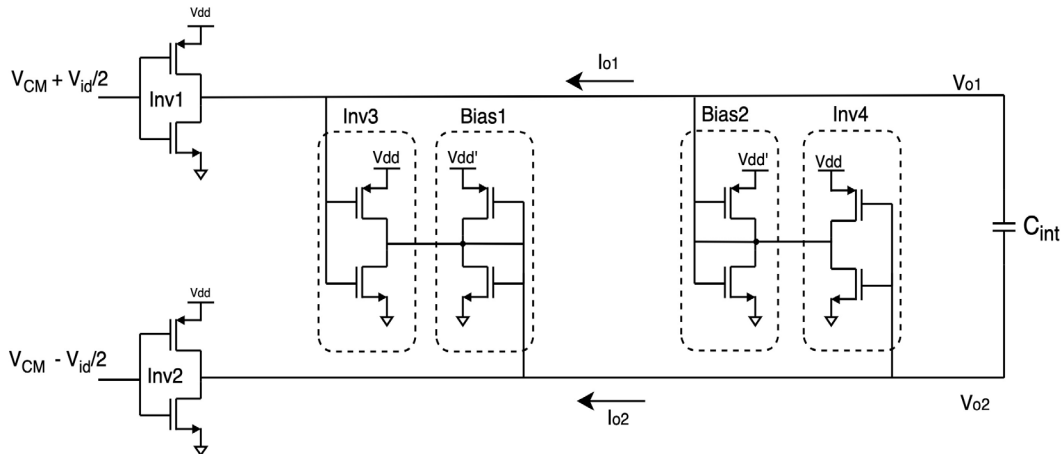 Vdd
V_CM + V_id/2
Inv1
I_o1
V_o1
Inv3
Bias1
Bias2
Inv4
Vdd
Vdd'
Vdd'
Vdd
C_int
Vdd
V_CM - V_id/2
Inv2
I_o2
V_o2